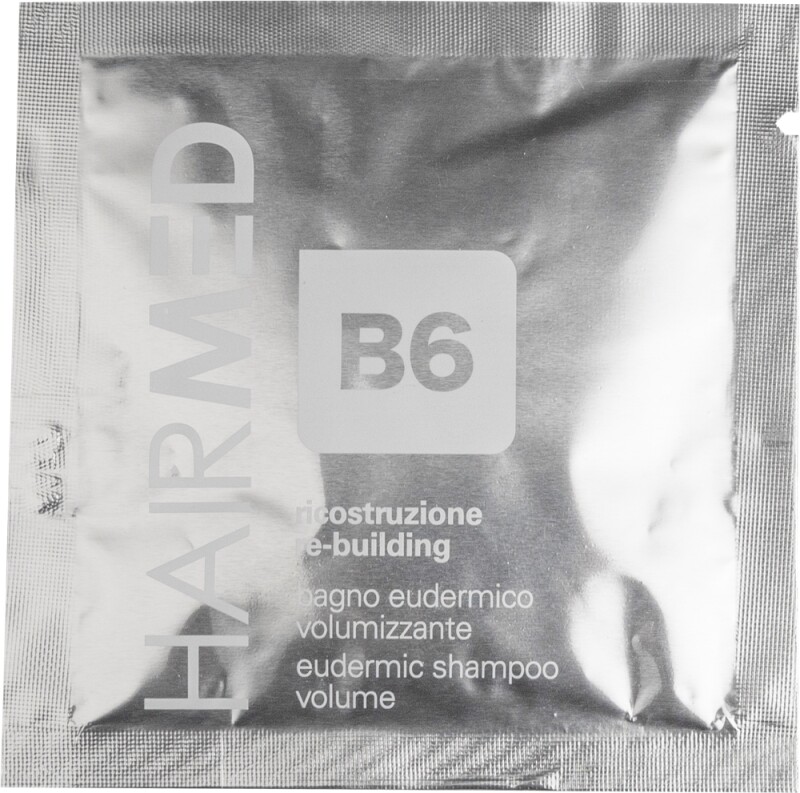 HAIRMED
B6
ricostruzione
re-building
bagno eudermico
volumizzante
eudermic shampoo
volume